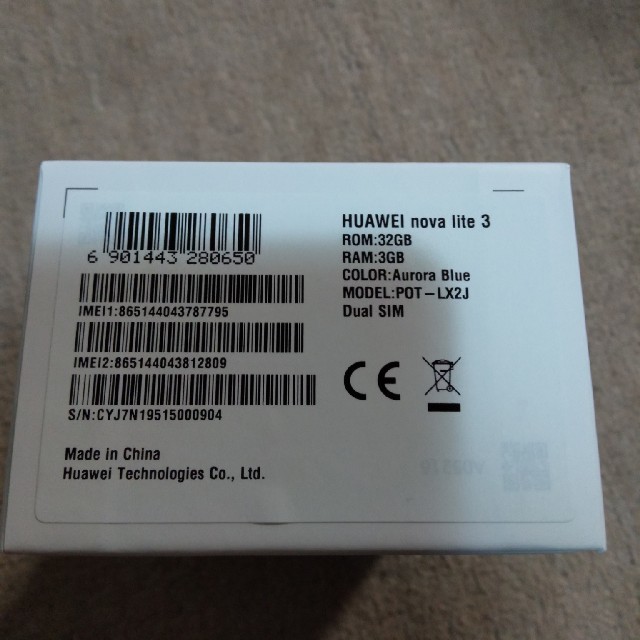 6 901443 280650
IMEI1:865144043787795
IMEI2:865144043812809
S/N:CYJ7N19515000904
Made in China
Huawei Technologies Co., Ltd.
HUAWEI nova lite 3
ROM:32GB
RAM:3GB
COLOR:Aurora Blue
MODEL:POT-LX2J
Dual SIM
CE